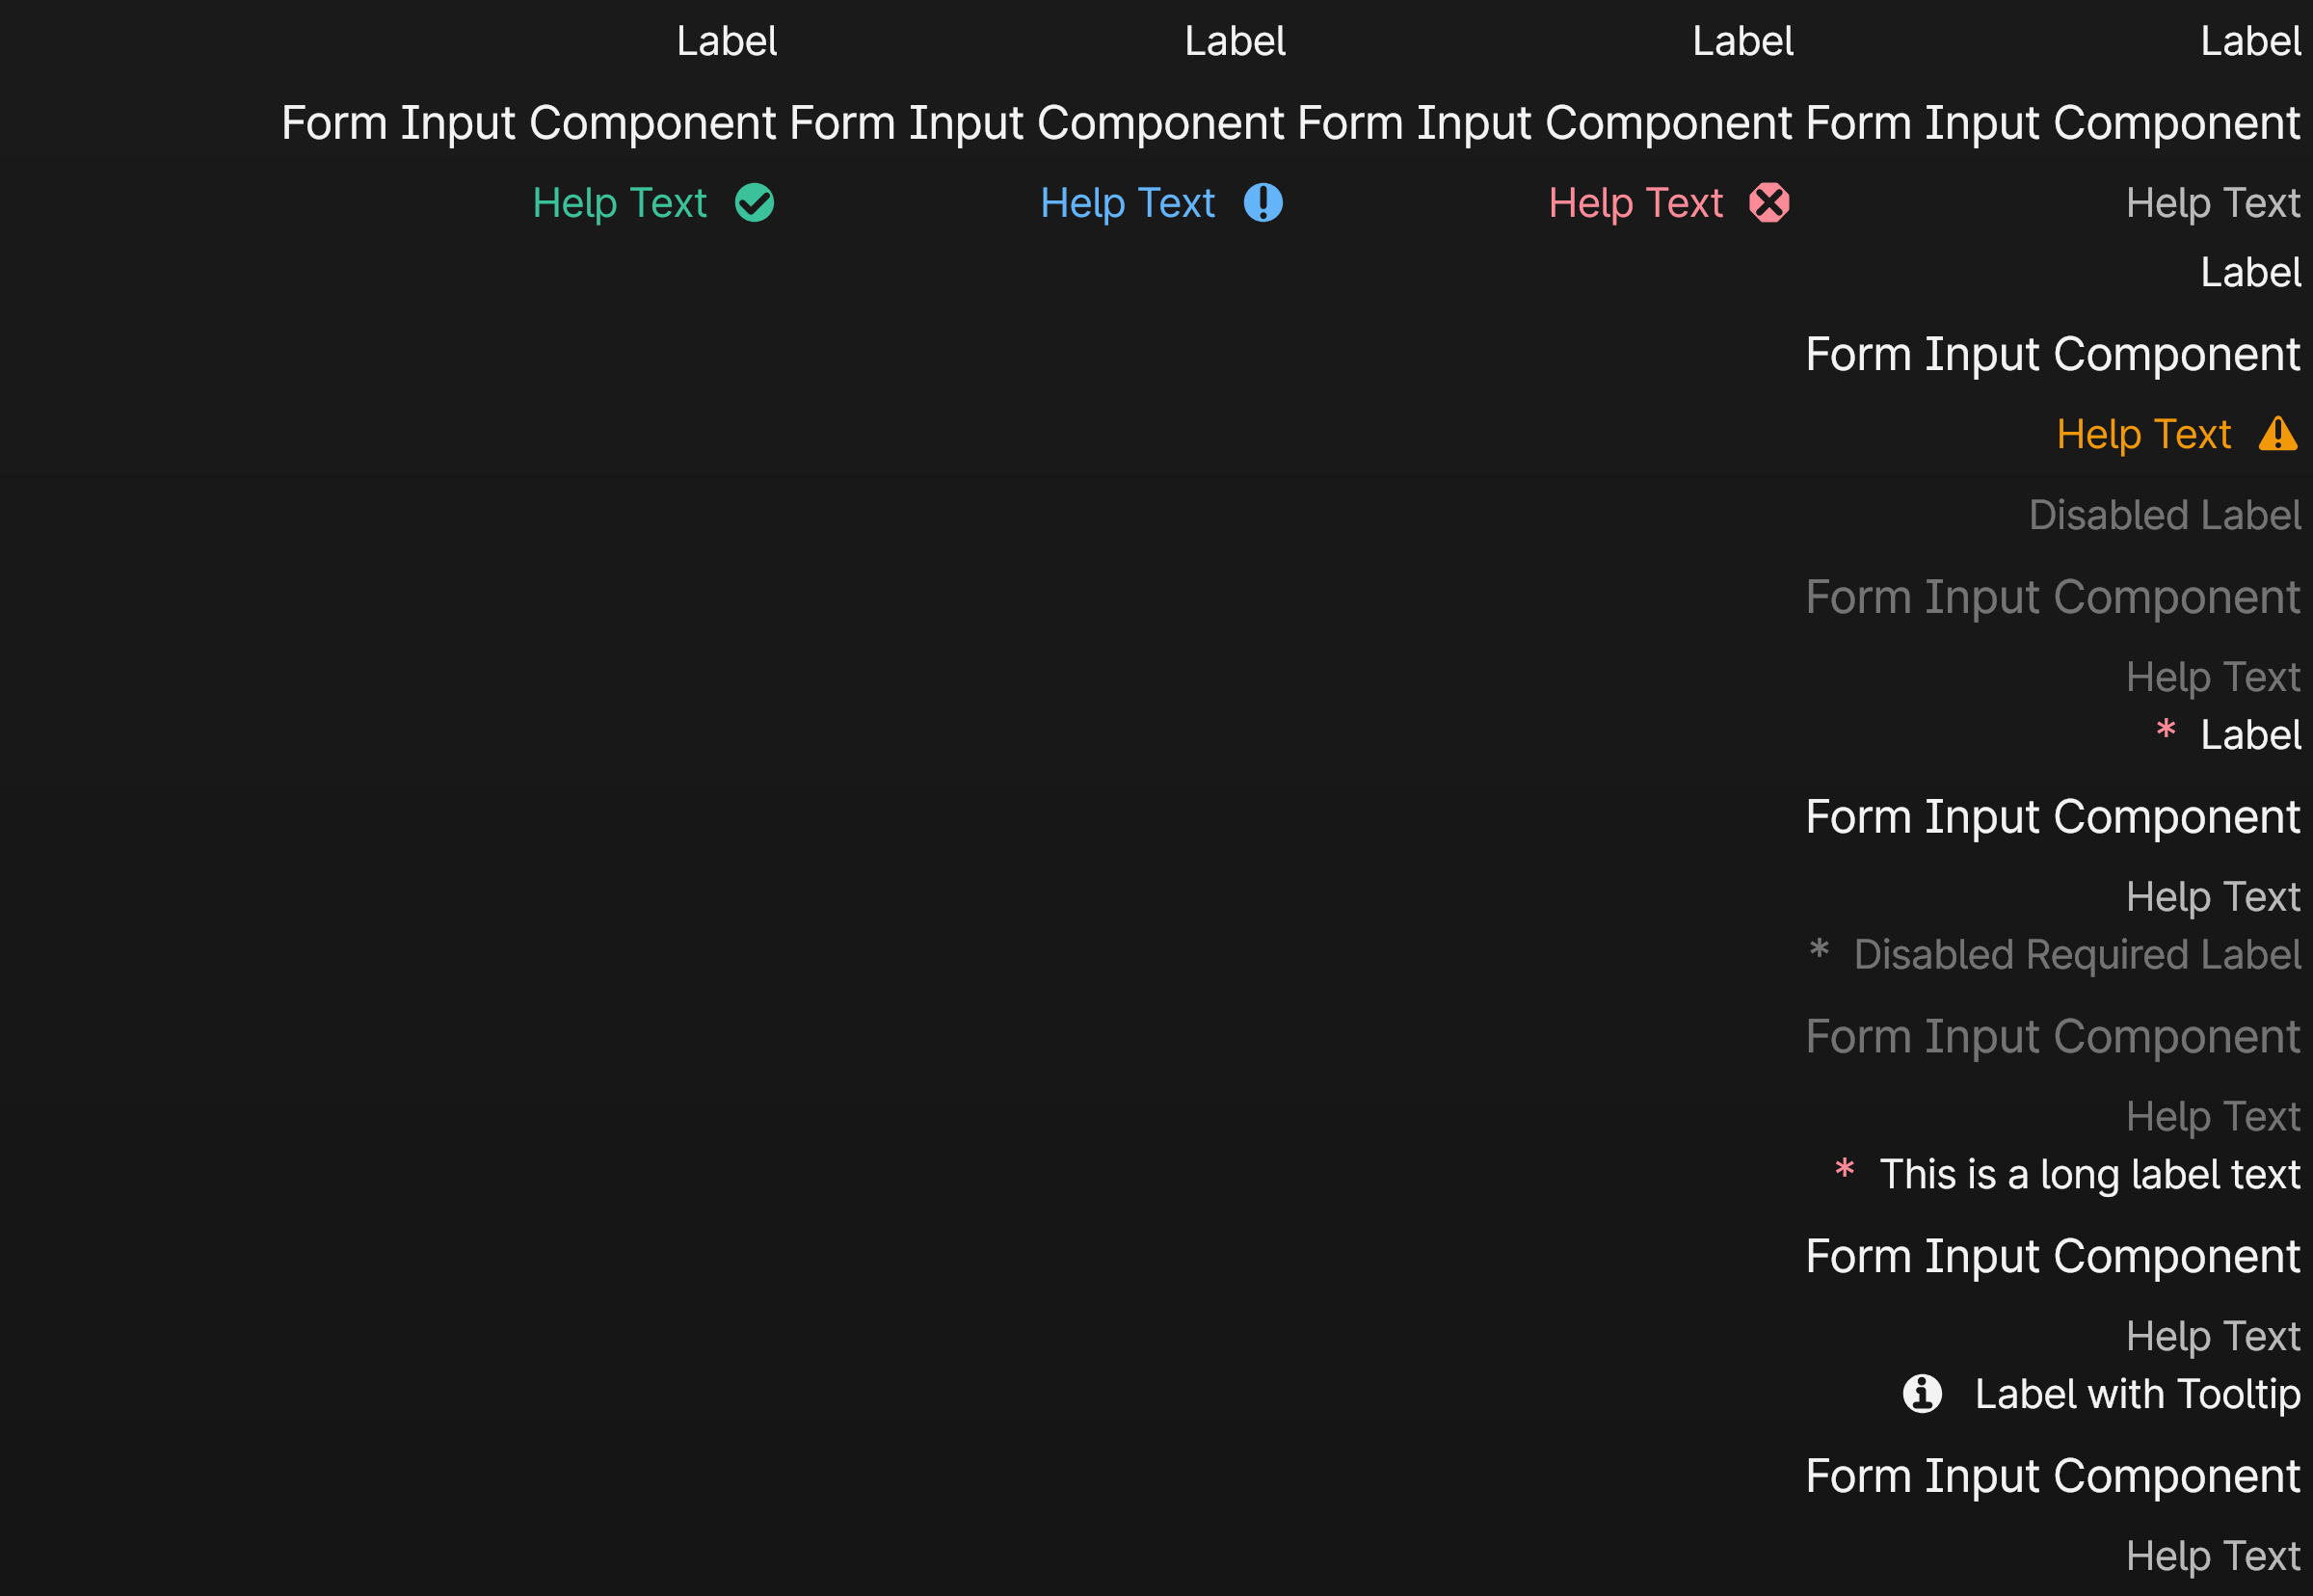 Label Label Label Label
Form Input Component Form Input Component Form Input Component Form Input Component
Help Text Help Text Help Text Help Text
Label
Form Input Component
Help Text
Disabled Label
Form Input Component
Help Text
* Label
Form Input Component
Help Text
* Disabled Required Label
Form Input Component
Help Text
* This is a long label text
Form Input Component
Help Text
Label with Tooltip
Form Input Component
Help Text